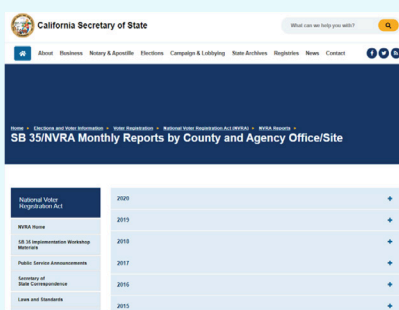 California Secretary of State
What can we help you with?
About Business Notary & Apostille Elections Campaign & Lobbying State Archives Registries News Contact
Home Elections and Voter Information Voter Registration National Voter Registration Act (NVRA) NVRA Reports
SB 35/NVRA Monthly Reports by County and Agency Office/Site
National Voter
Registration Act
NVRA Home
SB 35 Implementation Workshop
Materials
Public Service Announcements
Secretary of
State Correspondence
Laws and Standards
2020 +
2019 +
2018 +
2017 +
2016 +
2015 +